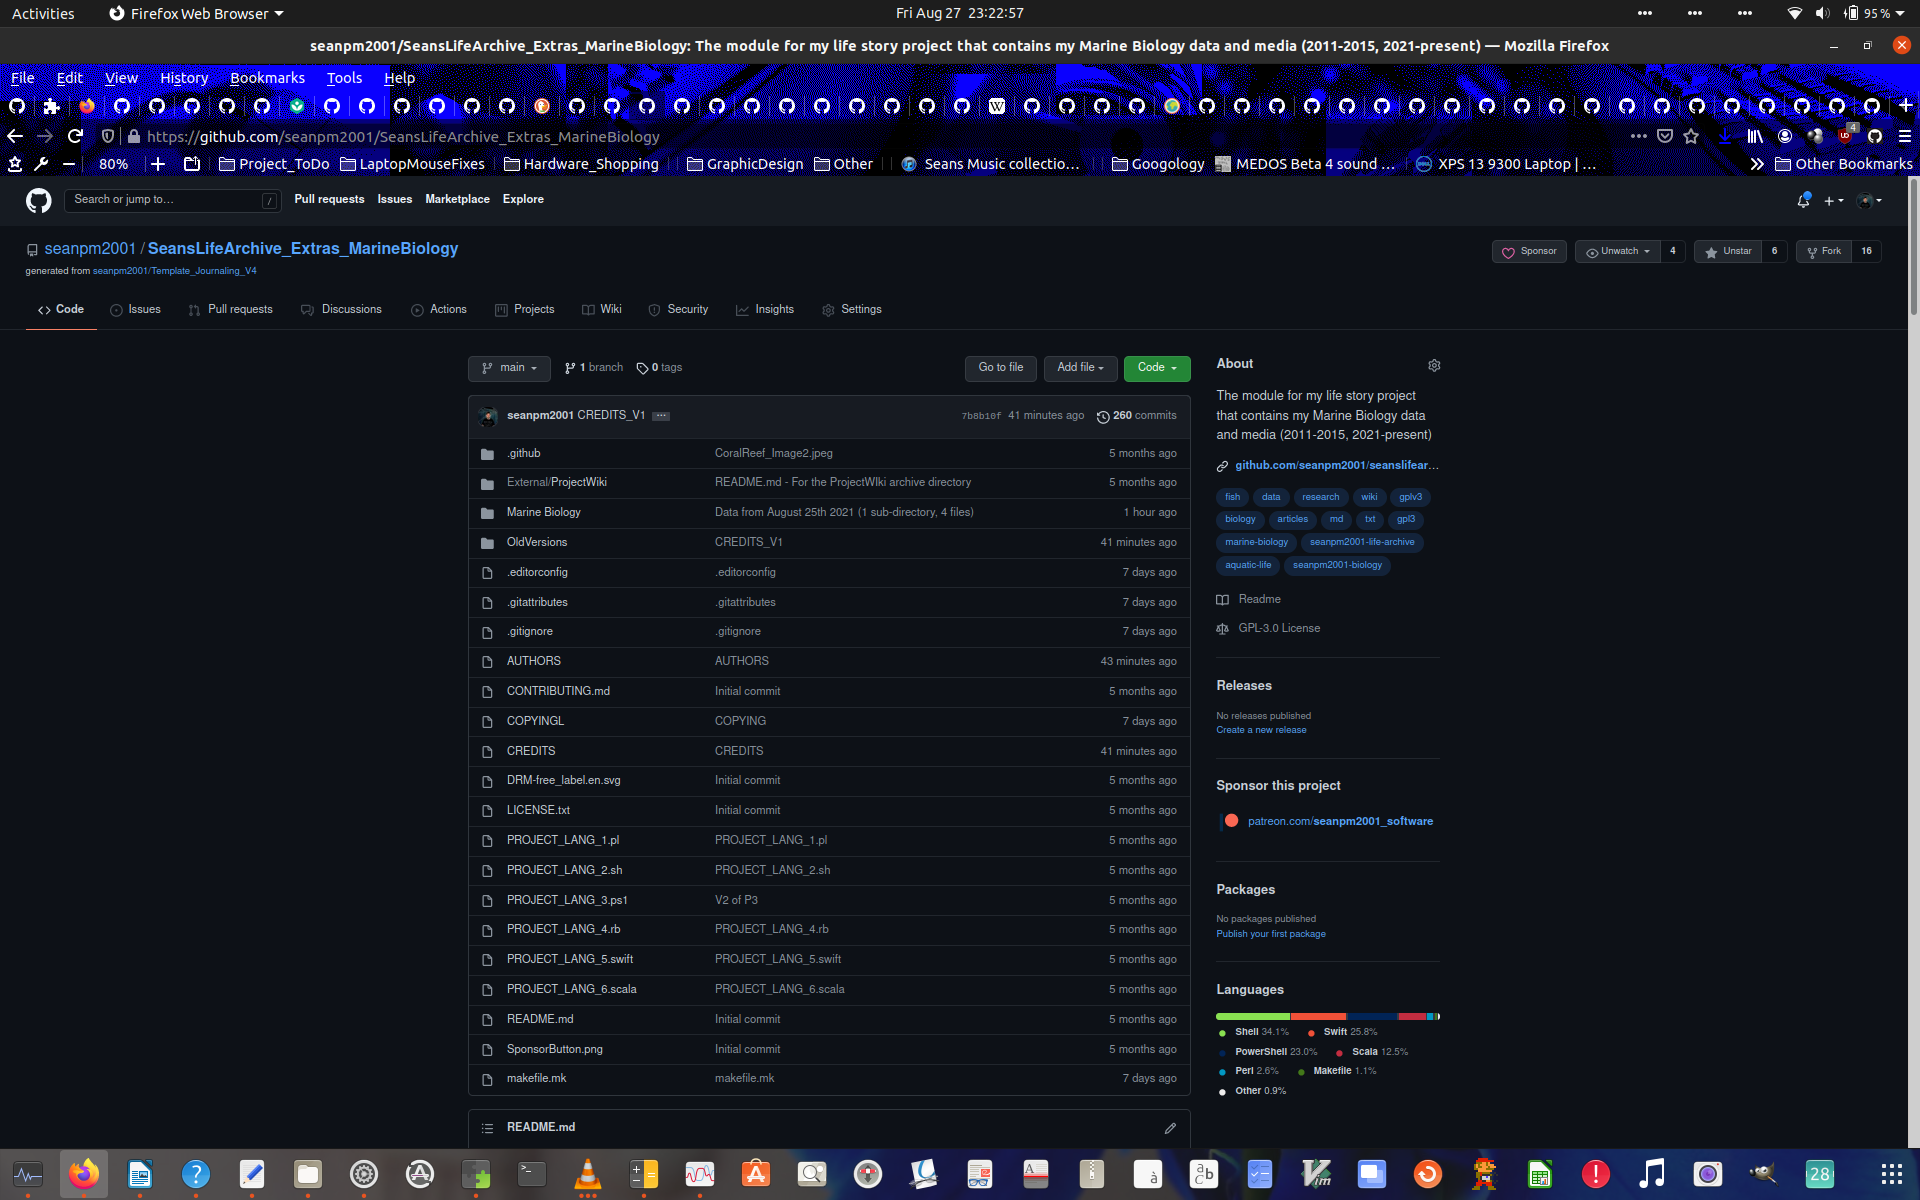 Activities Firefox Web Browser Fri Aug 27 23:22:57 95 %
seanpm2001/SeansLifeArchive_Extras_MarineBiology: The module for my life story project that contains my Marine Biology data and media (2011-2015, 2021-present) — Mozilla Firefox
File Edit View History Bookmarks Tools Help
https://github.com/seanpm2001/SeansLifeArchive_Extras_MarineBiology 4
80% Project_ToDo LaptopMouseFixes Hardware_Shopping GraphicDesign Other Seans Music collectio… Googology MEDOS Beta 4 sound … XPS 13 9300 Laptop | … Other Bookmarks
Search or jump to… / Pull requests Issues Marketplace Explore
seanpm2001 / SeansLifeArchive_Extras_MarineBiology Sponsor Unwatch 4 Unstar 6 Fork 16
generated from seanpm2001/Template_Journaling_V4
Code Issues Pull requests Discussions Actions Projects Wiki Security Insights Settings
main 1 branch 0 tags Go to file Add file Code
seanpm2001 CREDITS_V1 … 7b8b10f 41 minutes ago 260 commits
.github CoralReef_Image2.jpeg 5 months ago
External/ProjectWiki README.md - For the ProjectWIki archive directory 5 months ago
Marine Biology Data from August 25th 2021 (1 sub-directory, 4 files) 1 hour ago
OldVersions CREDITS_V1 41 minutes ago
.editorconfig .editorconfig 7 days ago
.gitattributes .gitattributes 7 days ago
.gitignore .gitignore 7 days ago
AUTHORS AUTHORS 43 minutes ago
CONTRIBUTING.md Initial commit 5 months ago
COPYINGL COPYING 7 days ago
CREDITS CREDITS 41 minutes ago
DRM-free_label.en.svg Initial commit 5 months ago
LICENSE.txt Initial commit 5 months ago
PROJECT_LANG_1.pl PROJECT_LANG_1.pl 5 months ago
PROJECT_LANG_2.sh PROJECT_LANG_2.sh 5 months ago
PROJECT_LANG_3.ps1 V2 of P3 5 months ago
PROJECT_LANG_4.rb PROJECT_LANG_4.rb 5 months ago
PROJECT_LANG_5.swift PROJECT_LANG_5.swift 5 months ago
PROJECT_LANG_6.scala PROJECT_LANG_6.scala 5 months ago
README.md Initial commit 5 months ago
SponsorButton.png Initial commit 5 months ago
makefile.mk makefile.mk 7 days ago
README.md
About
The module for my life story project
that contains my Marine Biology data
and media (2011-2015, 2021-present)
github.com/seanpm2001/seanslifear…
fish data research wiki gplv3
biology articles md txt gpl3
marine-biology seanpm2001-life-archive
aquatic-life seanpm2001-biology
Readme
GPL-3.0 License
Releases
No releases published
Create a new release
Sponsor this project
patreon.com/seanpm2001_software
Packages
No packages published
Publish your first package
Languages
Shell 34.1% Swift 25.8%
PowerShell 23.0% Scala 12.5%
Perl 2.6% Makefile 1.1%
Other 0.9%
28